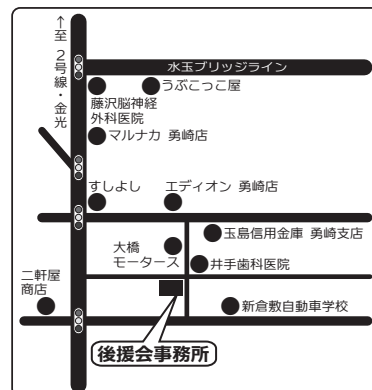 ↑至 2号線・金光
水玉ブリッジライン
うぶこっこ屋
藤沢脳神経
外科医院
マルナカ 勇崎店
すしよし
エディオン 勇崎店
玉島信用金庫 勇崎支店
大橋
モータース
井手歯科医院
二軒屋
商店
新倉敷自動車学校
後援会事務所